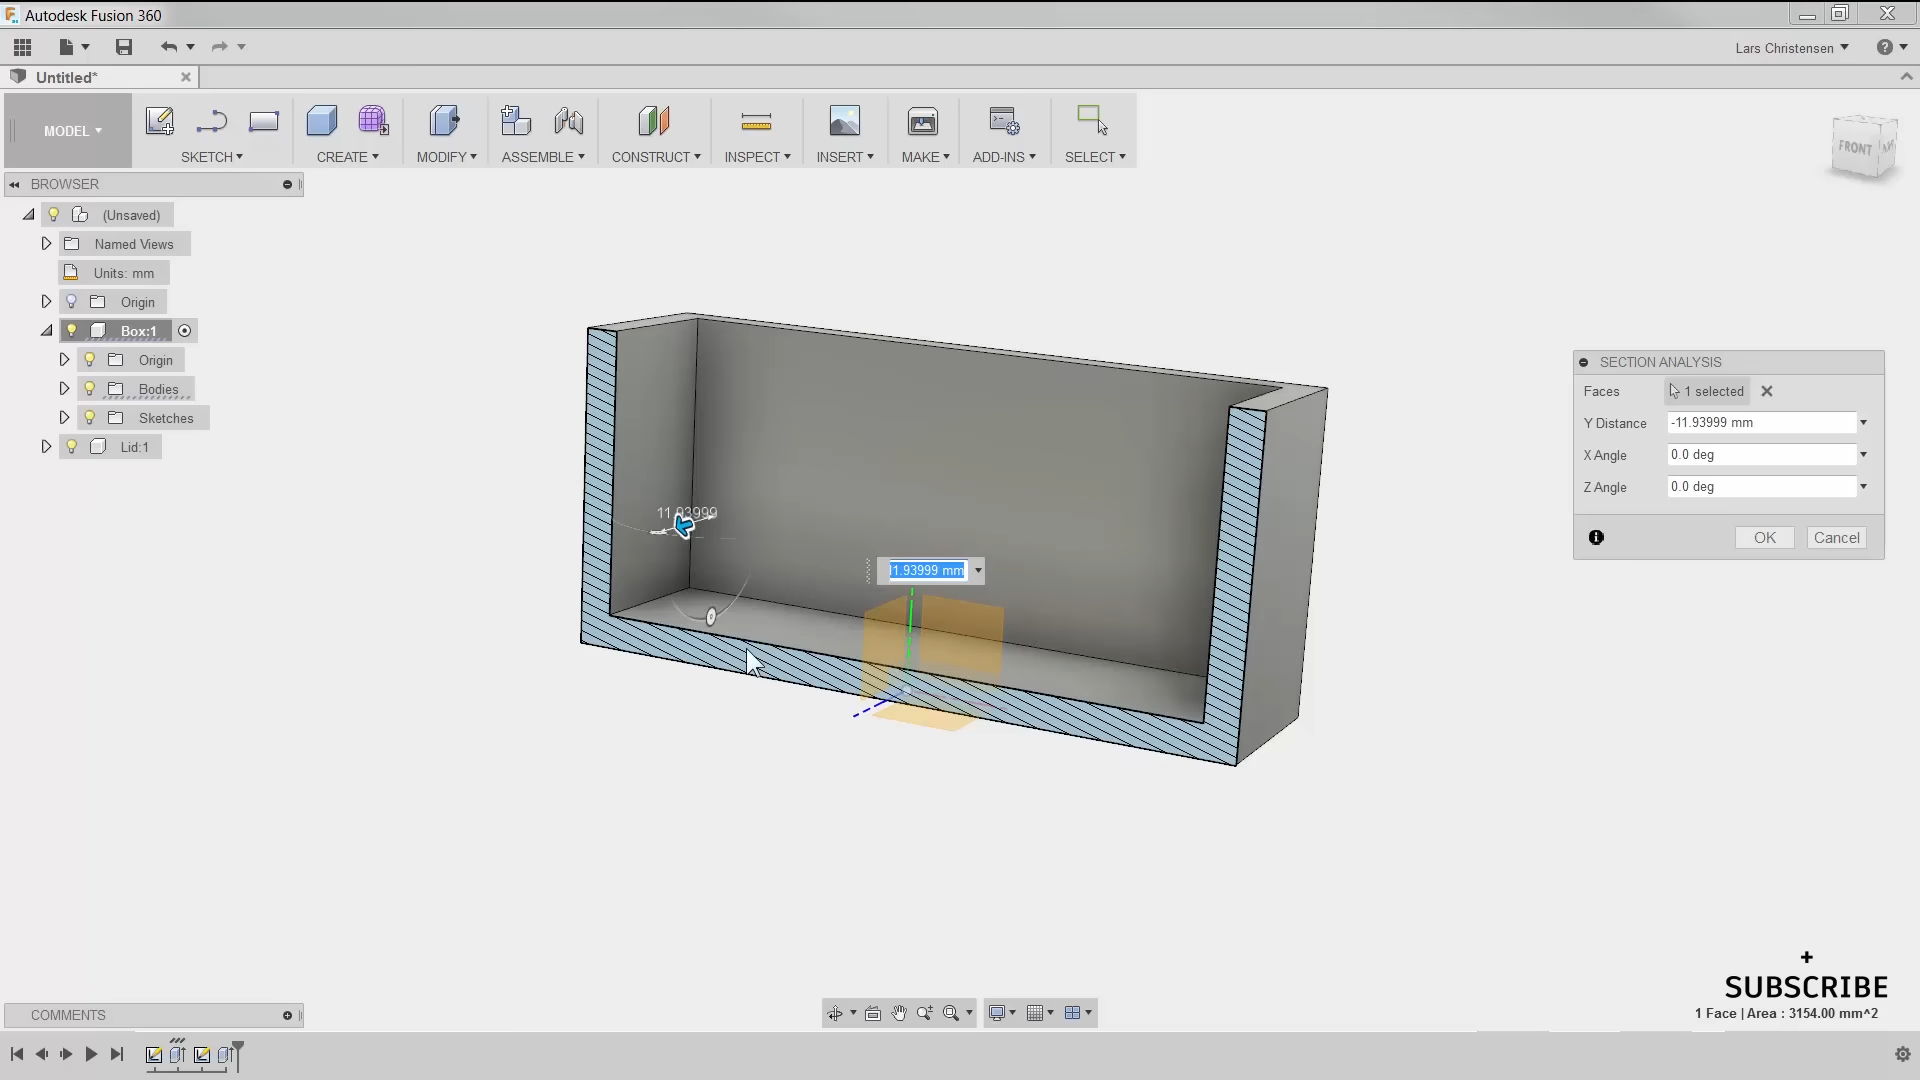 Autodesk Fusion 360
Lars Christensen
Untitled*
MODEL
SKETCH
CREATE
MODIFY
ASSEMBLE
CONSTRUCT
INSPECT
INSERT
MAKE
ADD-INS
SELECT
FRONT
BROWSER
(Unsaved)
Named Views
Units: mm
Origin
Box:1
Origin
Bodies
Sketches
Lid:1
SECTION ANALYSIS
Faces 1 selected
Y Distance -11.93999 mm
X Angle 0.0 deg
Z Angle 0.0 deg
OK Cancel
11.93999
11.93999 mm
SUBSCRIBE
1 Face | Area : 3154.00 mm^2
COMMENTS